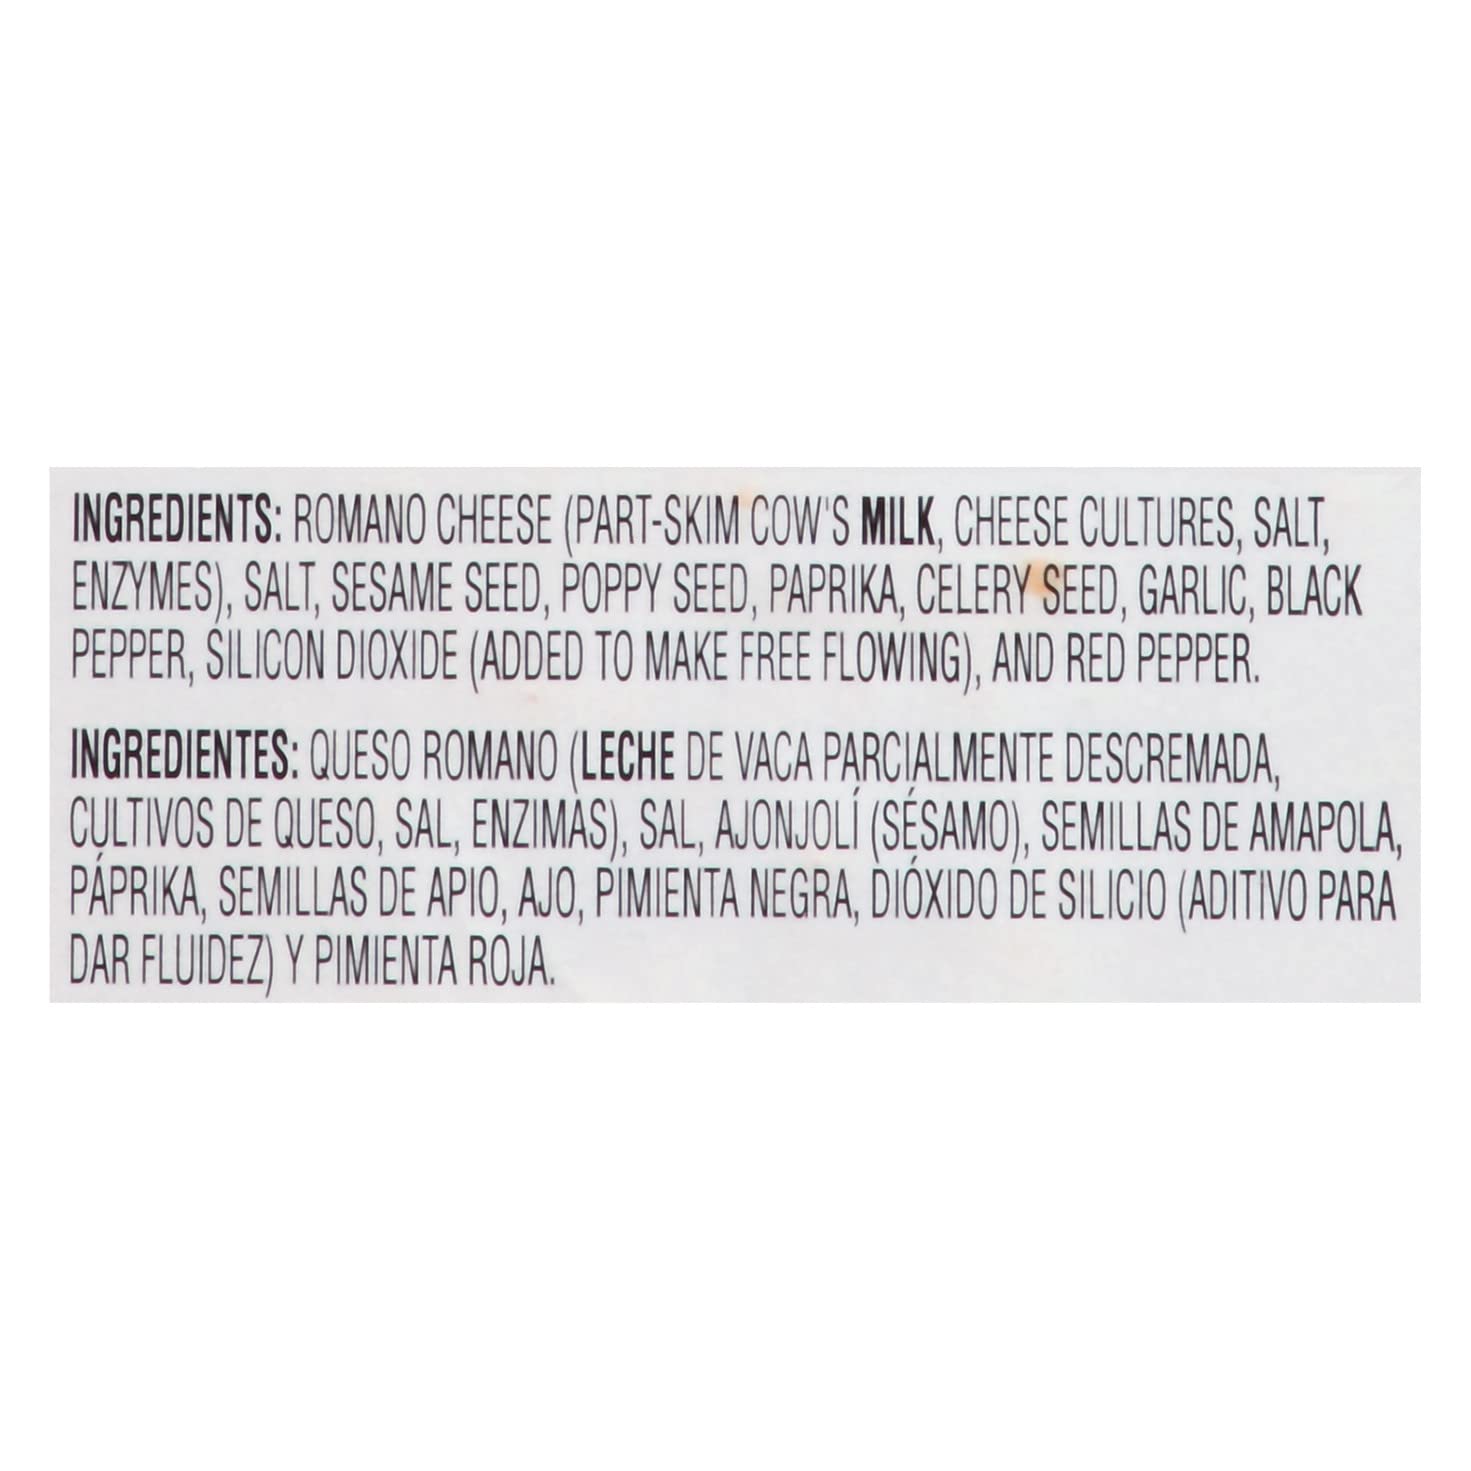 INGREDIENTS: ROMANO CHEESE (PART-SKIM COW'S MILK, CHEESE CULTURES, SALT,
ENZYMES), SALT, SESAME SEED, POPPY SEED, PAPRIKA, CELERY SEED, GARLIC, BLACK
PEPPER, SILICON DIOXIDE (ADDED TO MAKE FREE FLOWING), AND RED PEPPER.
INGREDIENTES: QUESO ROMANO (LECHE DE VACA PARCIALMENTE DESCREMADA,
CULTIVOS DE QUESO, SAL, ENZIMAS), SAL, AJONJOLÍ (SÉSAMO), SEMILLAS DE AMAPOLA,
PÁPRIKA, SEMILLAS DE APIO, AJO, PIMIENTA NEGRA, DIÓXIDO DE SILICIO (ADITIVO PARA
DAR FLUIDEZ) Y PIMIENTA ROJA.